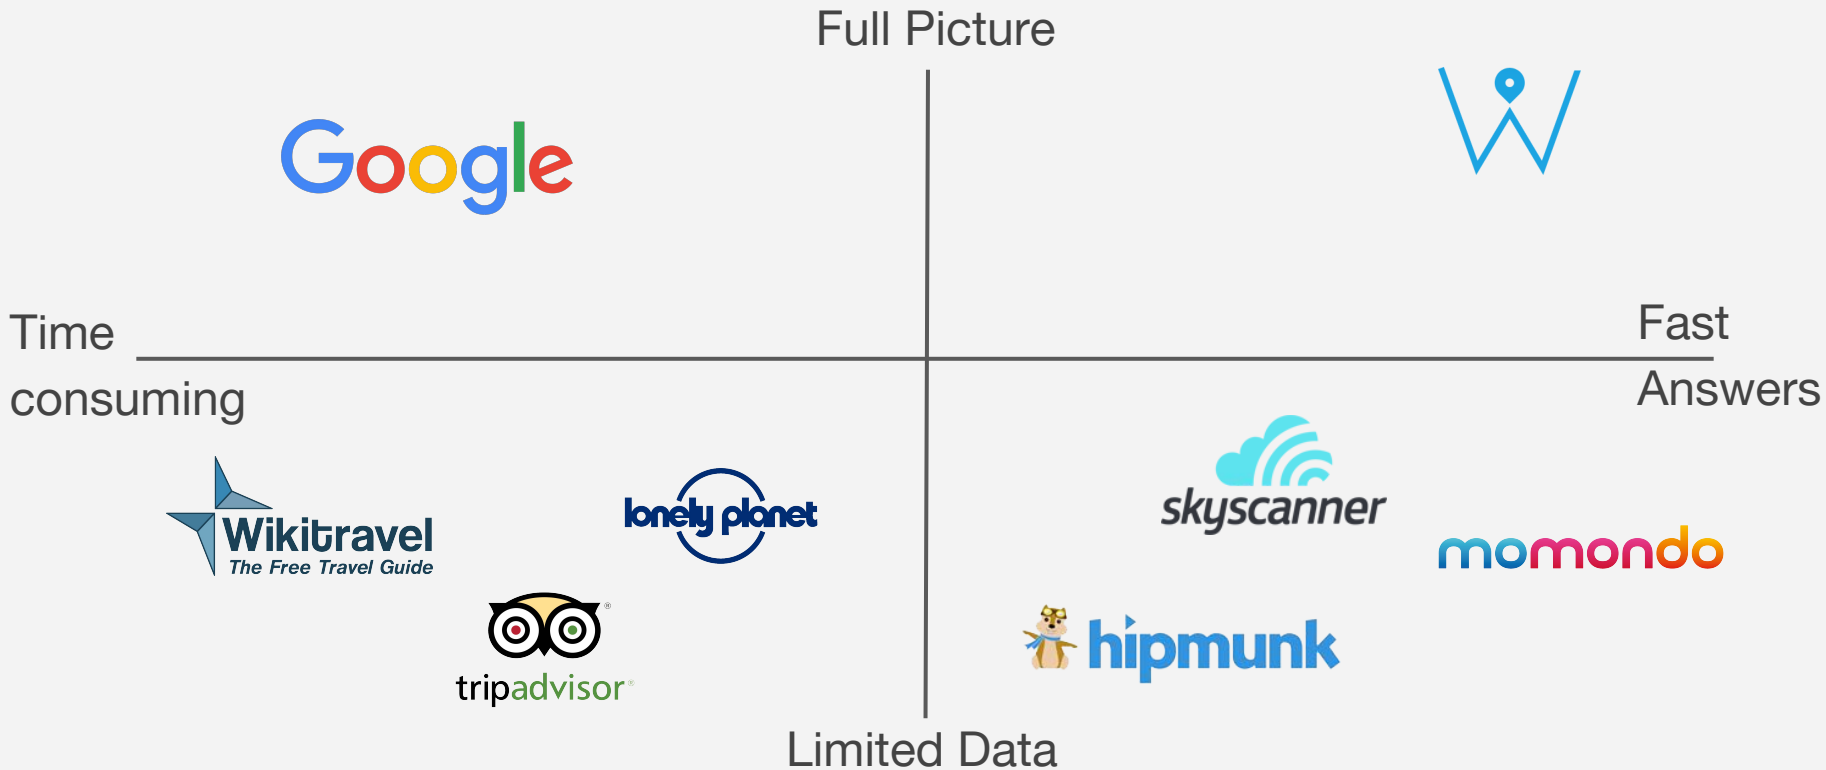 Full Picture
Google
W
Time
consuming
Fast
Answers
Wikitravel
The Free Travel Guide
lonely planet
skyscanner
momondo
tripadvisor®
hipmunk
Limited Data